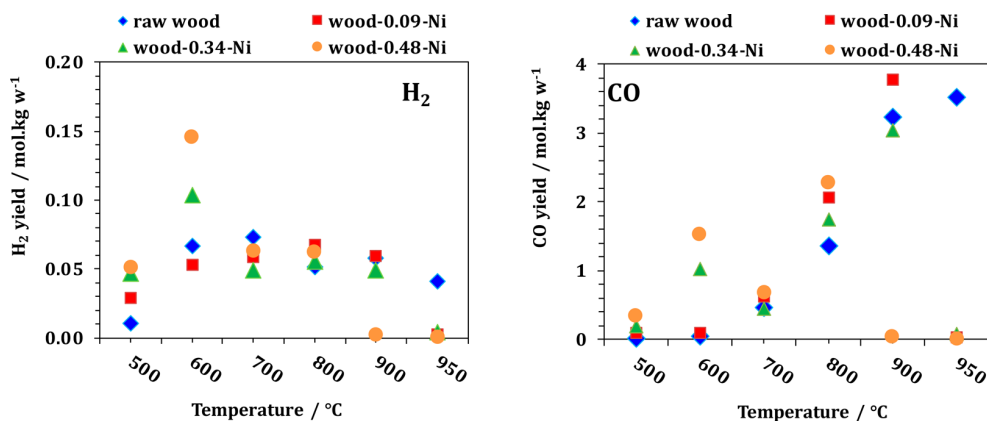 raw wood wood-0.09-Ni
wood-0.34-Ni wood-0.48-Ni
H₂ yield / mol.kg w⁻¹
0.20
0.15
0.10
0.05
0.00
H₂
500 600 700 800 900 950
Temperature / °C
raw wood wood-0.09-Ni
wood-0.34-Ni wood-0.48-Ni
CO yield / mol.kg w⁻¹
4
3
2
1
0
CO
500 600 700 800 900 950
Temperature / °C